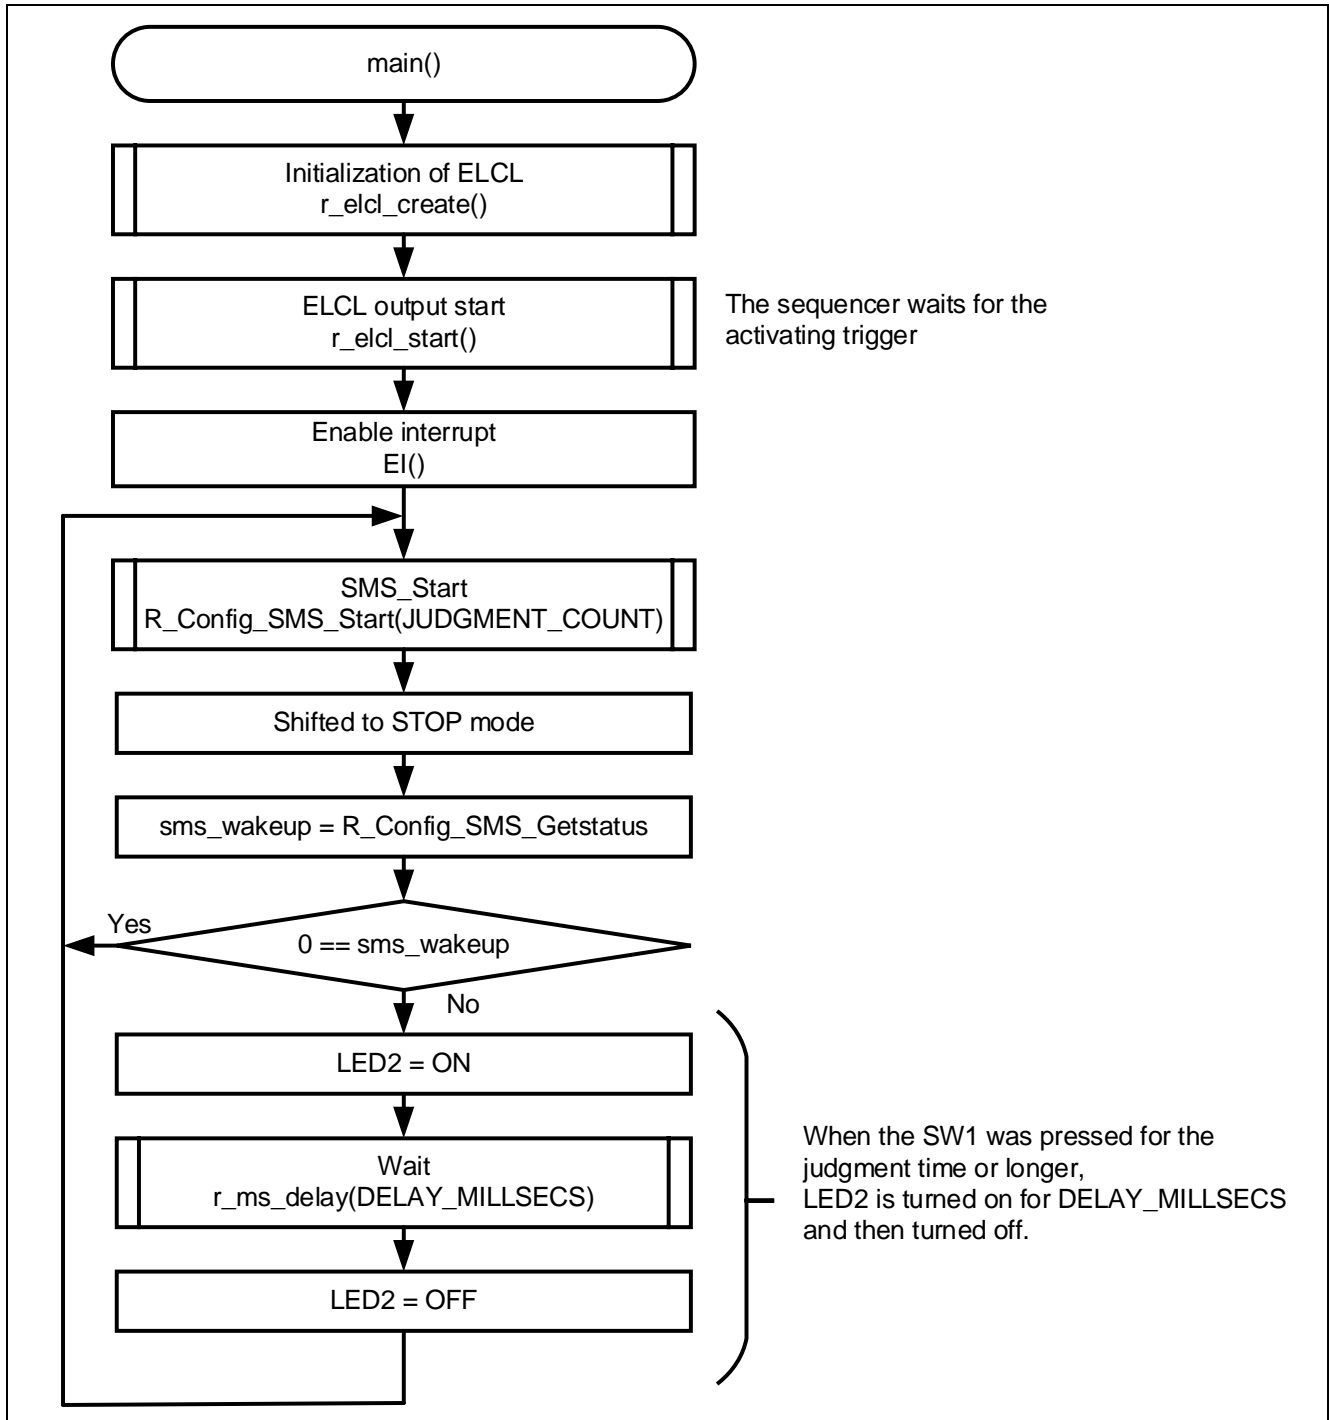 main()
Initialization of ELCL
r_elcl_create()
ELCL output start
r_elcl_start()
The sequencer waits for the
activating trigger
Enable interrupt
EI()
SMS_Start
R_Config_SMS_Start(JUDGMENT_COUNT)
Shifted to STOP mode
sms_wakeup = R_Config_SMS_Getstatus
Yes
0 == sms_wakeup
No
LED2 = ON
Wait
r_ms_delay(DELAY_MILLSECS)
LED2 = OFF
When the SW1 was pressed for the
judgment time or longer,
LED2 is turned on for DELAY_MILLSECS
and then turned off.